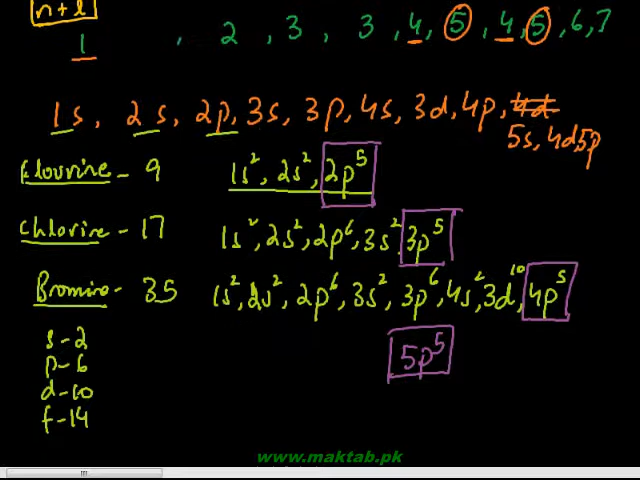 n+l
1 , 2 , 3 , 3 , 4 , 5 , 4 , 5 , 6, 7
1s, 2s, 2p, 3s, 3p, 4s, 3d, 4p, 4d
5s, 4d, 5p
Flourine - 9 1s², 2s², 2p⁵
Chlorine - 17 1s², 2s², 2p⁶, 3s², 3p⁵
Bromine - 35 1s², 2s², 2p⁶, 3s², 3p⁶, 4s², 3d¹⁰, 4p⁵
s-2
p-6
d-10
f-14
5p⁵
www.maktab.pk